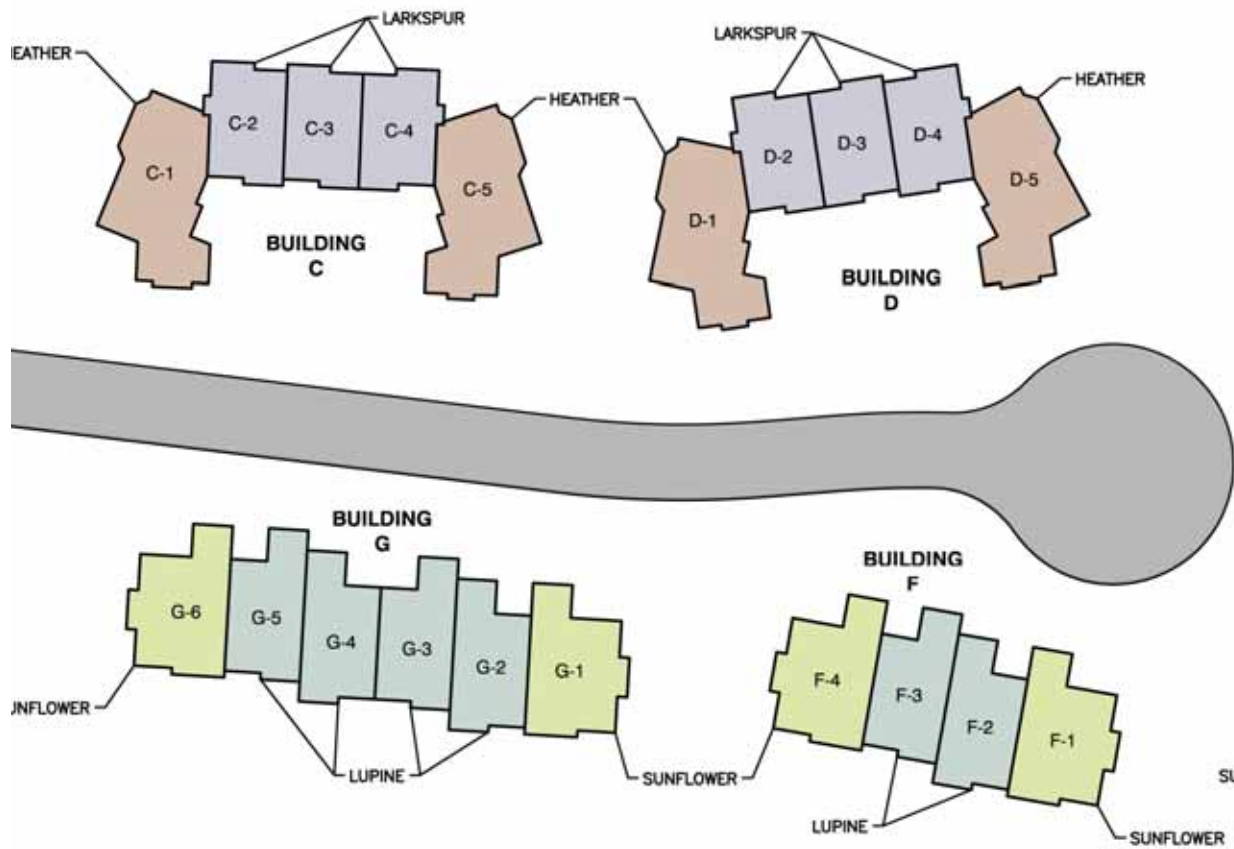 LARKSPUR
LARKSPUR
EATHER
HEATHER
HEATHER
C-2
C-3
C-4
C-1
C-5
D-2
D-3
D-4
D-1
D-5
BUILDING
C
BUILDING
D
BUILDING
G
BUILDING
F
G-6
G-5
G-4
G-3
G-2
G-1
F-4
F-3
F-2
F-1
UNFLOWER
LUPINE
SUNFLOWER
SU
LUPINE
SUNFLOWER